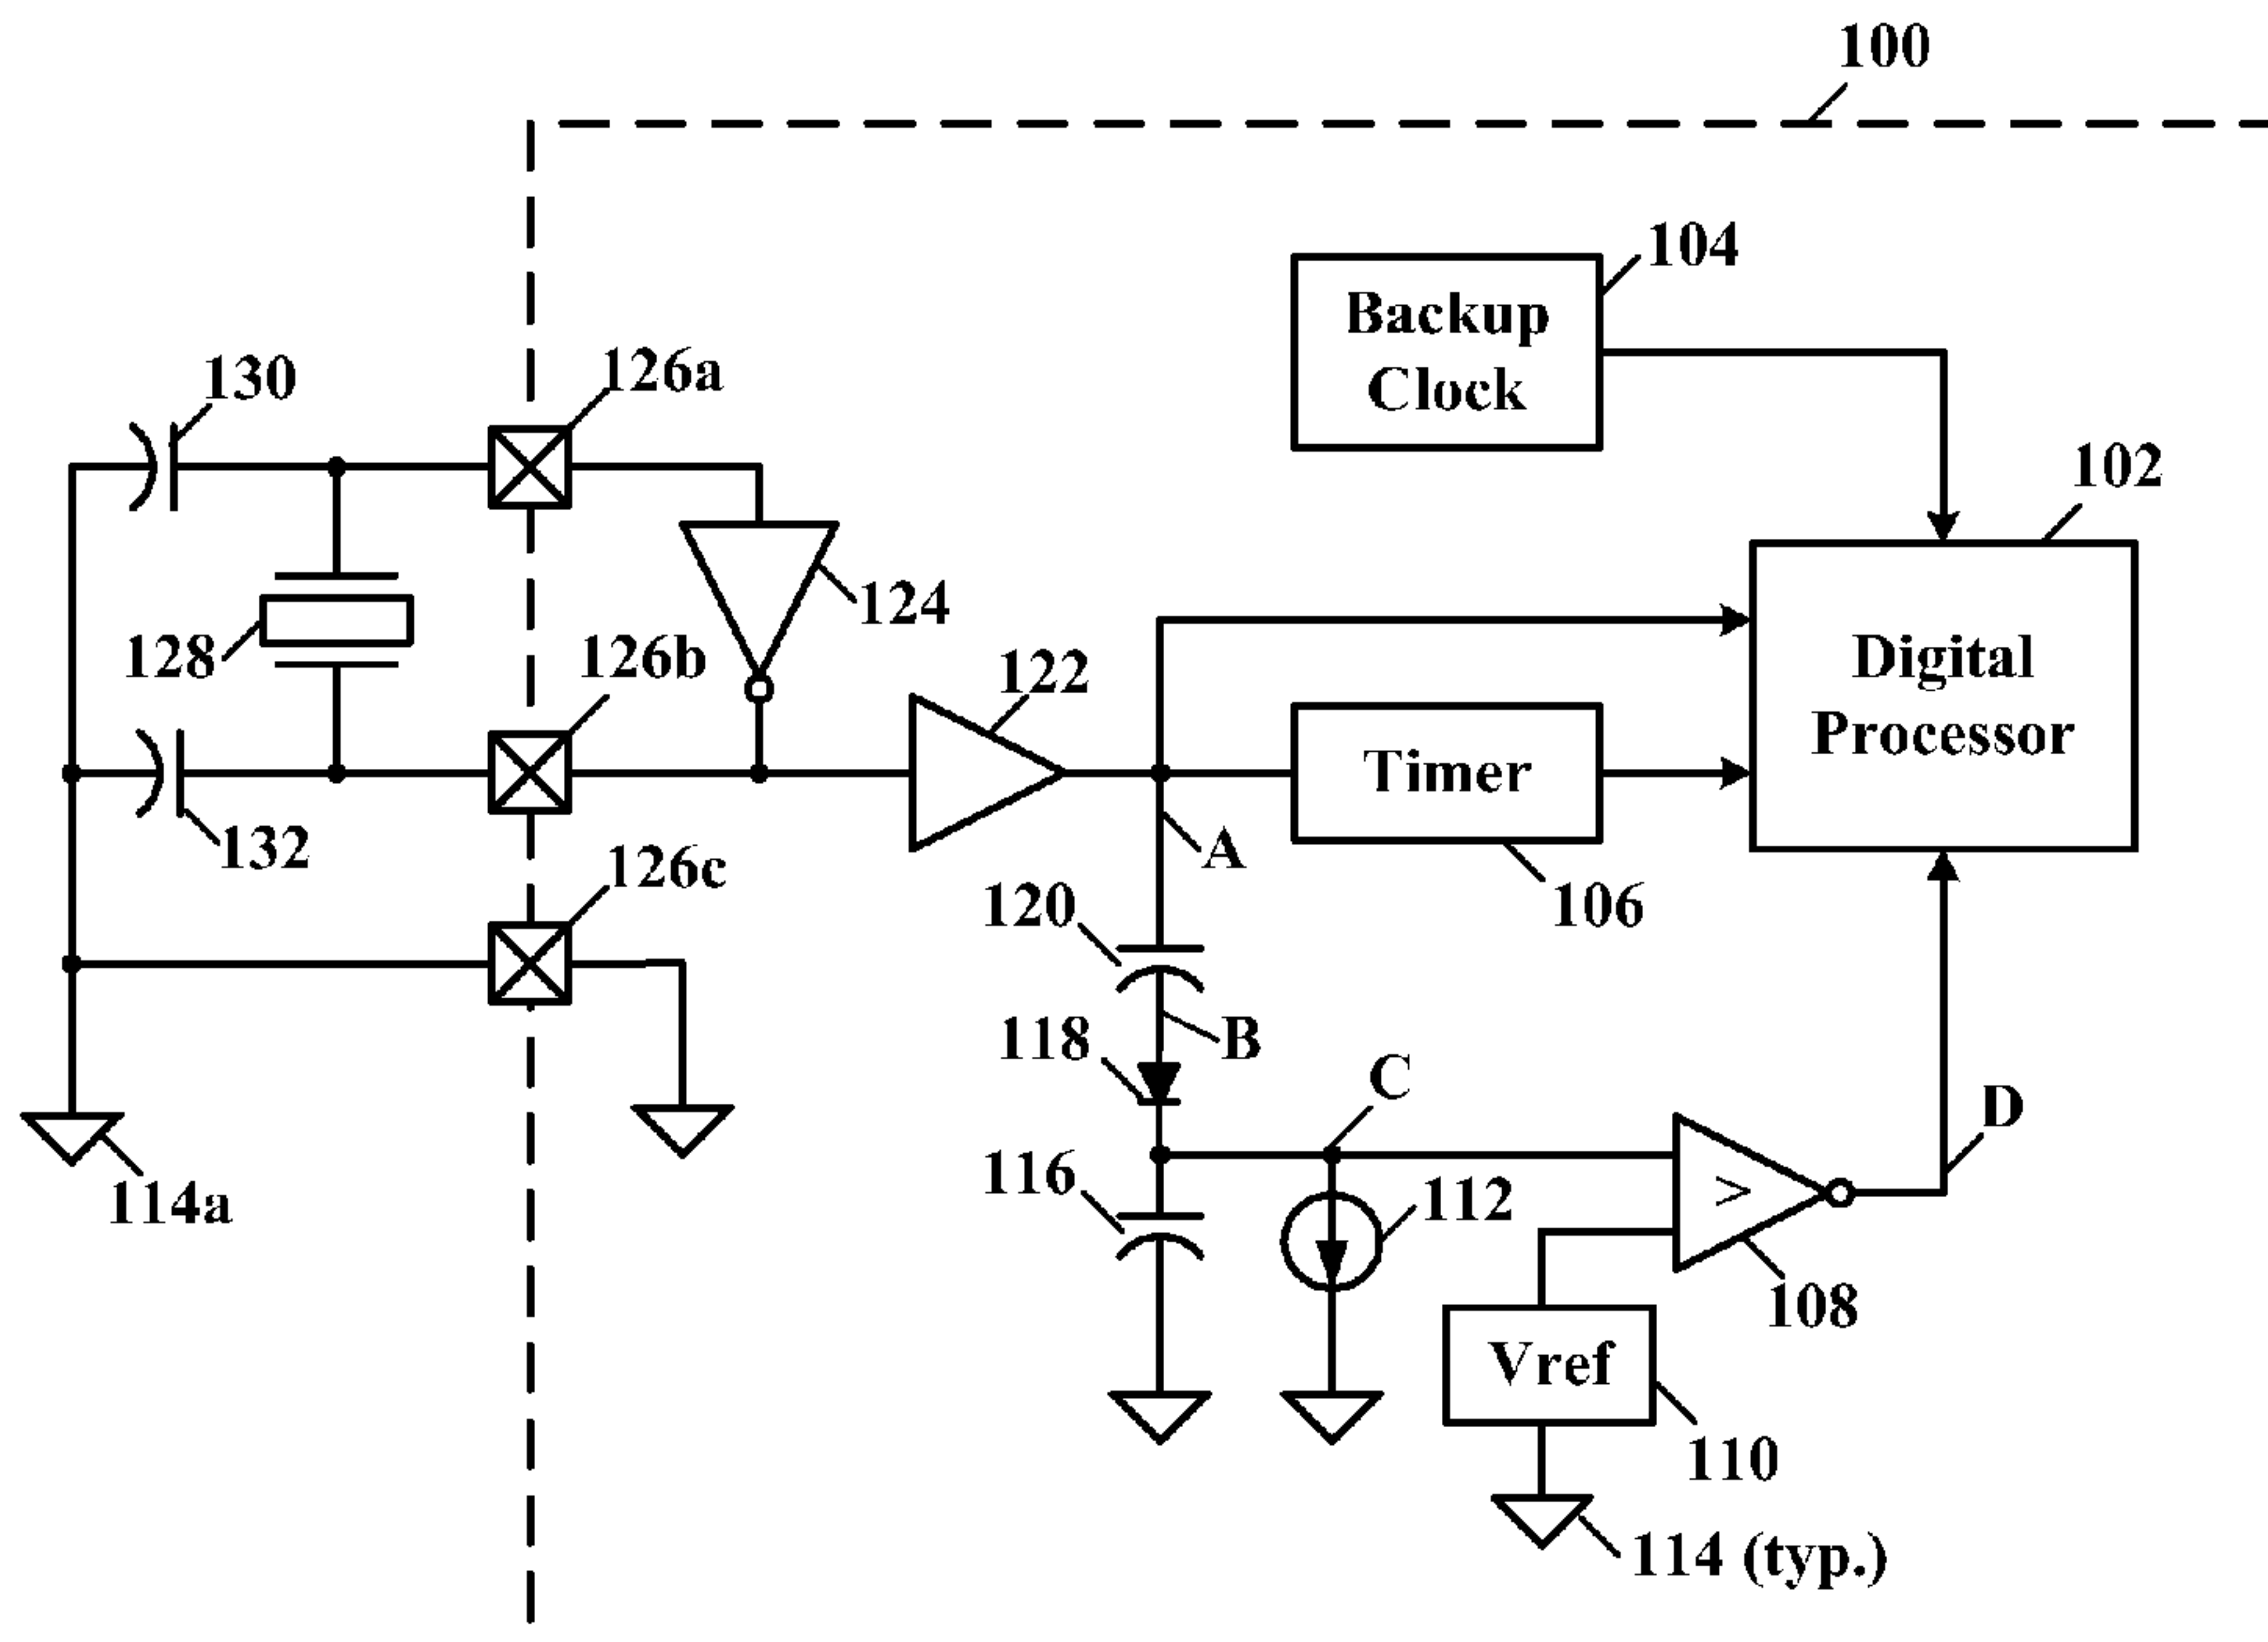 100
104
Backup
Clock
130
126a
102
124
128
126b
122
Digital
Processor
Timer
132
126c
A
120
106
118
B
C
D
116
112
114a
>
108
Vref
110
114 (typ.)